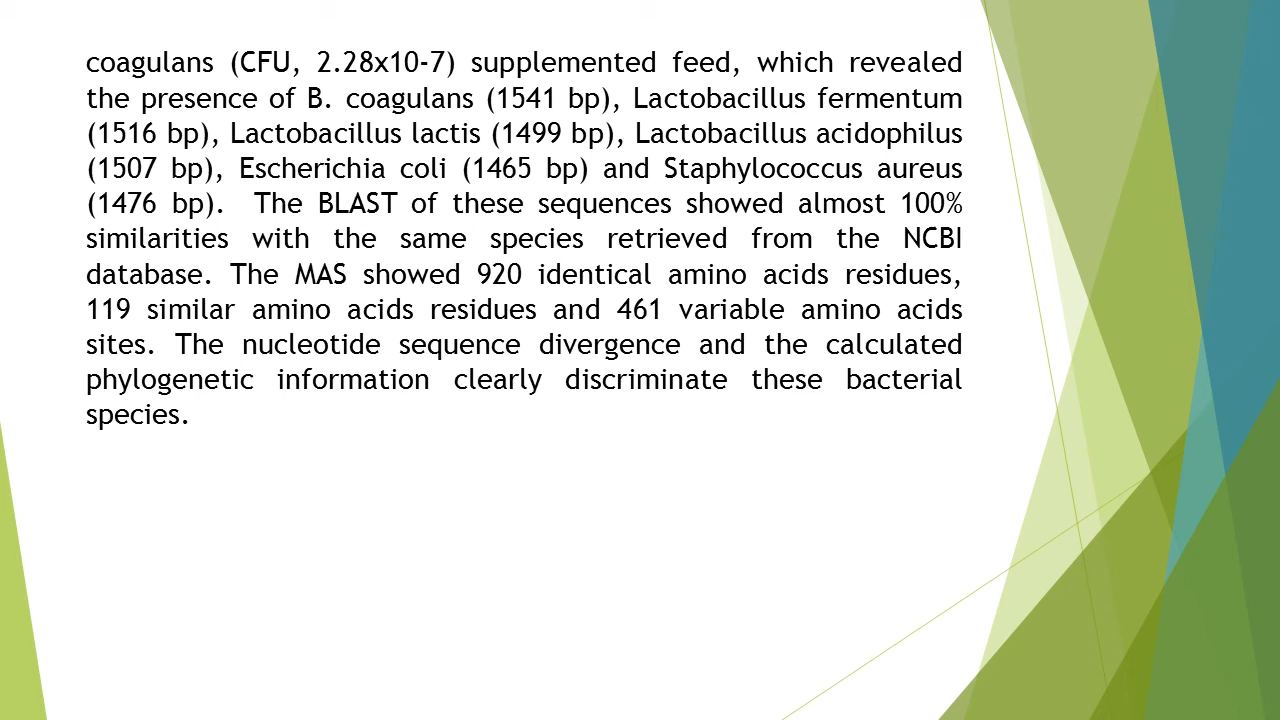 coagulans (CFU, 2.28x10-7) supplemented feed, which revealed
the presence of B. coagulans (1541 bp), Lactobacillus fermentum
(1516 bp), Lactobacillus lactis (1499 bp), Lactobacillus acidophilus
(1507 bp), Escherichia coli (1465 bp) and Staphylococcus aureus
(1476 bp).  The BLAST of these sequences showed almost 100%
similarities with the same species retrieved from the NCBI
database. The MAS showed 920 identical amino acids residues,
119 similar amino acids residues and 461 variable amino acids
sites. The nucleotide sequence divergence and the calculated
phylogenetic information clearly discriminate these bacterial
species.